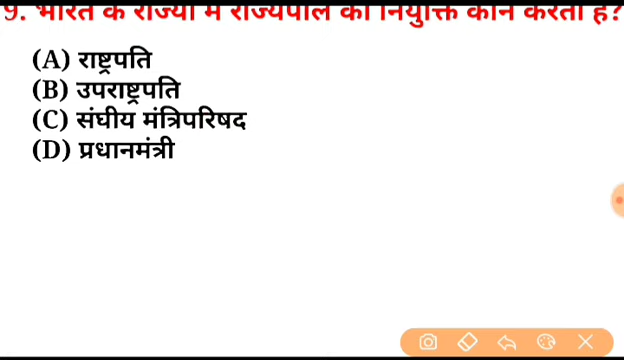 9. भारत के राज्यों में राज्यपाल की नियुक्ति कौन करता है?
(A) राष्ट्रपति
(B) उपराष्ट्रपति
(C) संघीय मंत्रिपरिषद
(D) प्रधानमंत्री